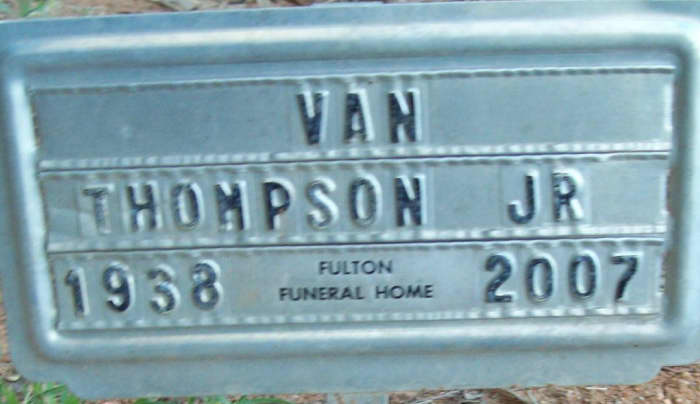 VAN
THOMPSON JR
1938 FULTON FUNERAL HOME 2007